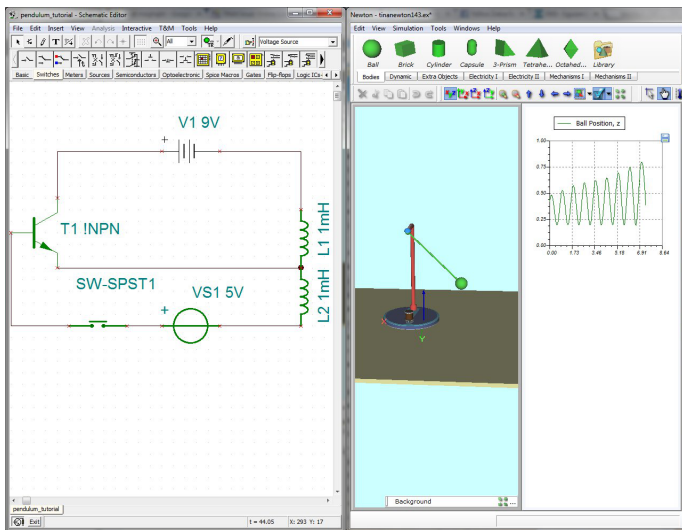 pendulum_tutorial - Schematic Editor
File Edit Insert View Analysis Interactive T&M Tools Help
All
Voltage Source
Basic Switches Meters Sources Semiconductors Optoelectronic Spice Macros Gates Flip-flops Logic ICs-
V1 9V
+
T1 !NPN
L1 1mH
SW-SPST1
VS1 5V
+
L2 1mH
pendulum_tutorial
Exit
t = 44.05 X: 293 Y: 17
Newton - tinanewton143.ex*
Edit View Simulation Tools Windows Help
Ball Brick Cylinder Capsule 3-Prism Tetrahe... Octahed... Library
Bodies Dynamic Extra Objects Electricity I Electricity II Mechanisms I Mechanisms II
Y
Background
...
Ball Position, z
1.00
0.75
0.50
0.25
0.00
0.00 1.73 3.46 5.18 6.91 8.64